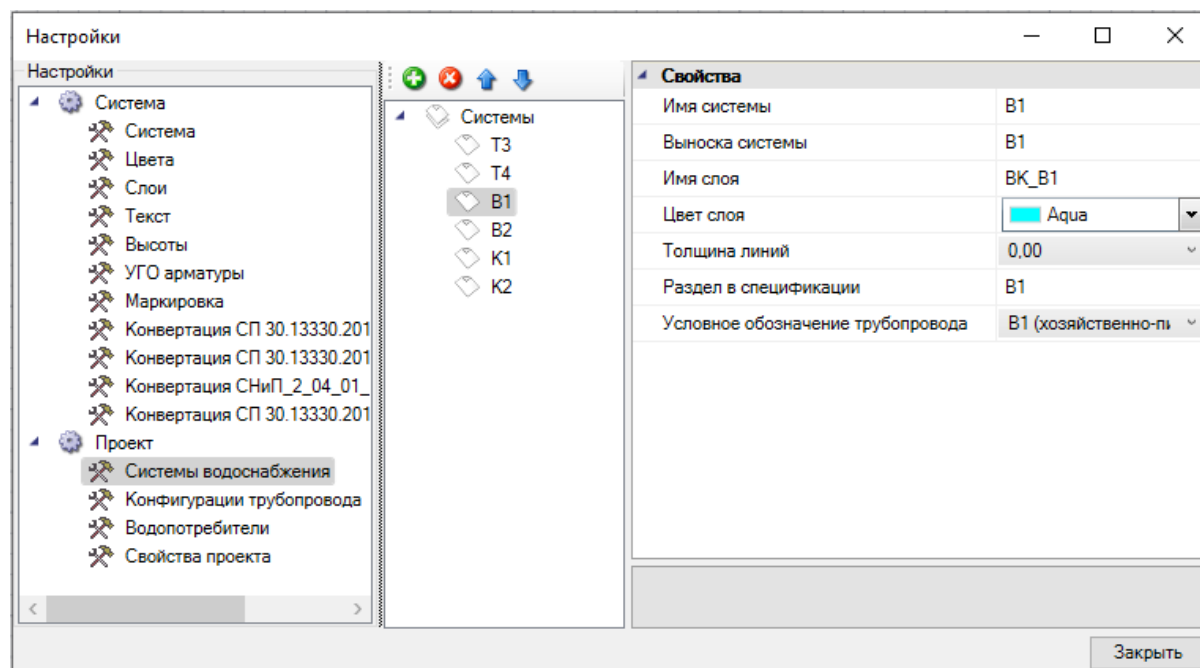 Настройки
Настройки
Система
Система
Цвета
Слои
Текст
Высоты
УГО арматуры
Маркировка
Конвертация СП 30.13330.201
Конвертация СП 30.13330.201
Конвертация СНиП_2_04_01_
Конвертация СП 30.13330.201
Проект
Системы водоснабжения
Конфигурации трубопровода
Водопотребители
Свойства проекта
Системы
Т3
Т4
В1
В2
К1
К2
Свойства
Имя системы В1
Выноска системы В1
Имя слоя ВК_В1
Цвет слоя Aqua
Толщина линий 0,00
Раздел в спецификации В1
Условное обозначение трубопровода В1 (хозяйственно-пи
Закрыть